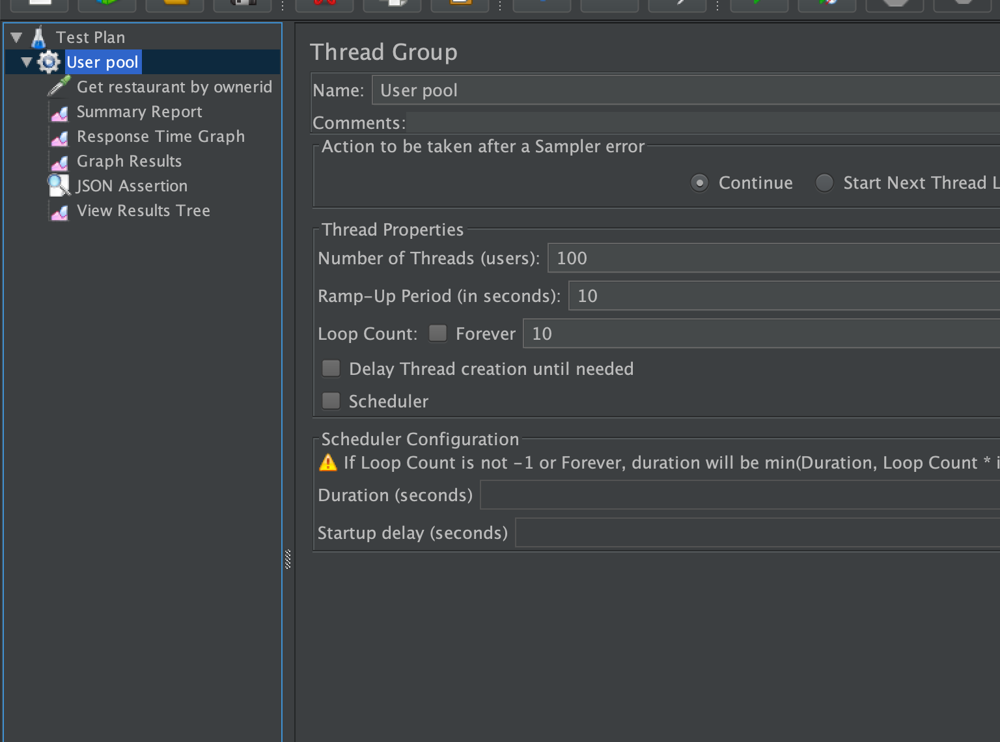 Test Plan
User pool
Get restaurant by ownerid
Summary Report
Response Time Graph
Graph Results
JSON Assertion
View Results Tree
Thread Group
Name: User pool
Comments:
Action to be taken after a Sampler error
Continue Start Next Thread L
Thread Properties
Number of Threads (users): 100
Ramp-Up Period (in seconds): 10
Loop Count: Forever 10
Delay Thread creation until needed
Scheduler
Scheduler Configuration
If Loop Count is not -1 or Forever, duration will be min(Duration, Loop Count * i
Duration (seconds)
Startup delay (seconds)